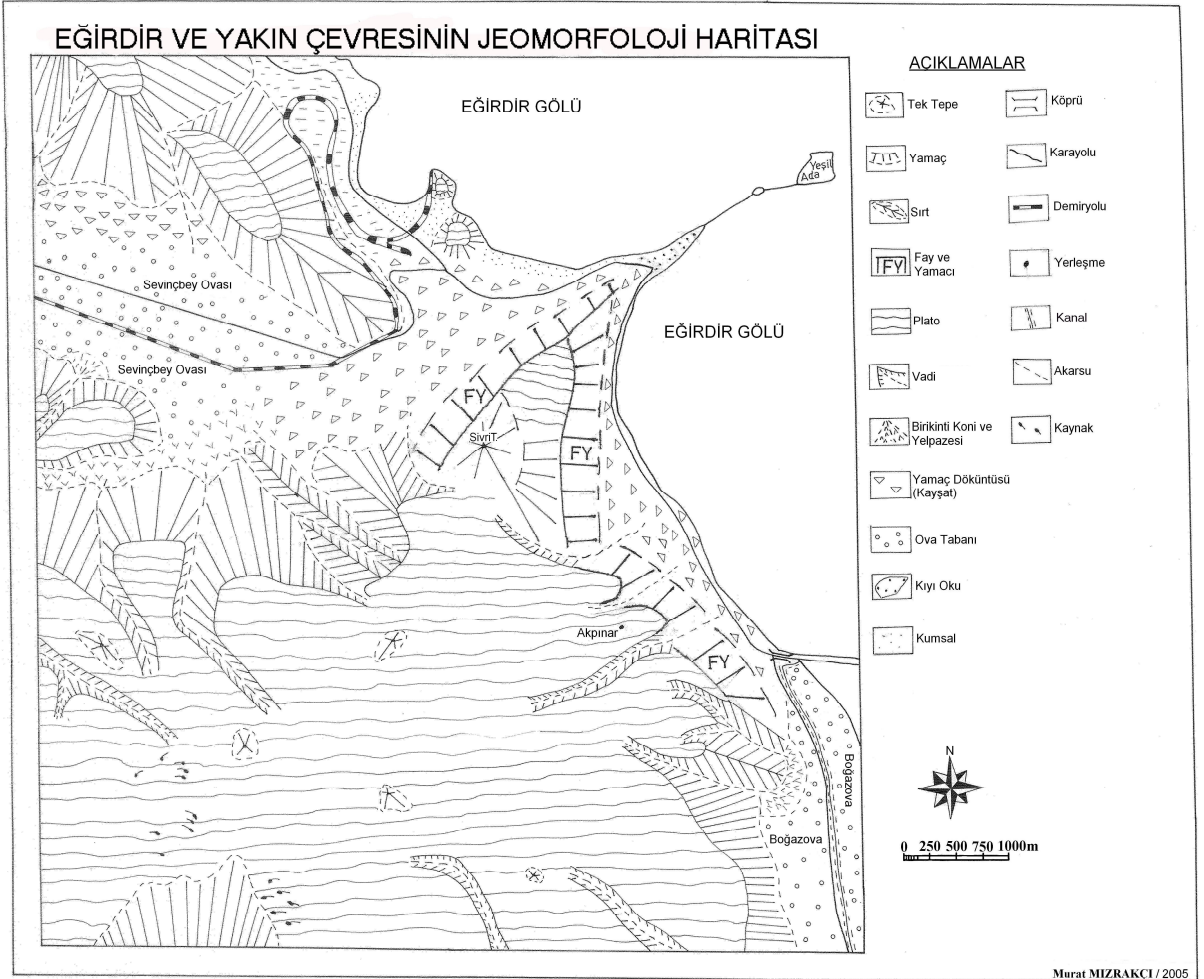 EĞİRDİR VE YAKIN ÇEVRESİNİN JEOMORFOLOJİ HARİTASI
EĞİRDİR GÖLÜ
Yeşil
Ada
Sevinçbey Ovası
EĞİRDİR GÖLÜ
Sevinçbey Ovası
FY
SivriT.
FY
Akpınar
FY
Boğazova
Boğazova
AÇIKLAMALAR
Tek Tepe
Yamaç
Sırt
FY
Fay ve
Yamacı
Plato
Vadi
Birikinti Koni ve
Yelpazesi
Yamaç Döküntüsü
(Kayşat)
Ova Tabanı
Kıyı Oku
Kumsal
Köprü
Karayolu
Demiryolu
Yerleşme
Kanal
Akarsu
Kaynak
N
0 250 500 750 1000m
Murat MIZRAKÇI / 2005